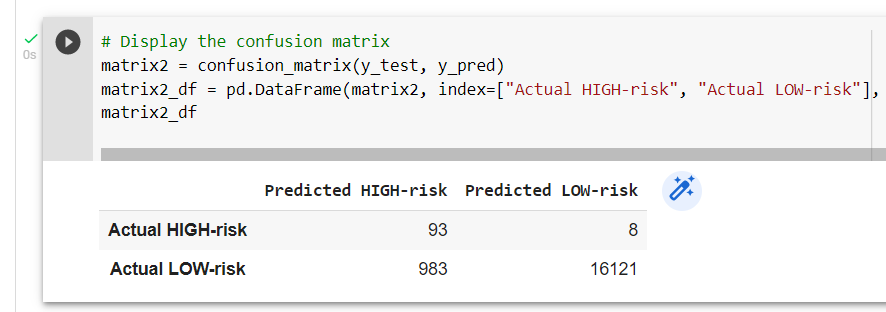 # Display the confusion matrix
0s
matrix2 = confusion_matrix(y_test, y_pred)
matrix2_df = pd.DataFrame(matrix2, index=["Actual HIGH-risk", "Actual LOW-risk"],
matrix2_df
Predicted HIGH-risk Predicted LOW-risk
Actual HIGH-risk 93 8
Actual LOW-risk 983 16121